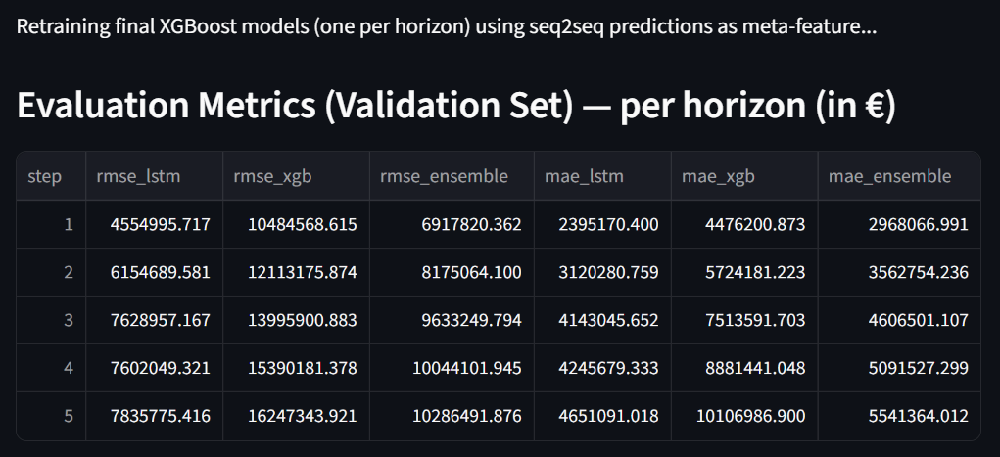 Retraining final XGBoost models (one per horizon) using seq2seq predictions as meta-feature...
Evaluation Metrics (Validation Set) — per horizon (in €)
step rmse_lstm rmse_xgb rmse_ensemble mae_lstm mae_xgb mae_ensemble
1 4554995.717 10484568.615 6917820.362 2395170.400 4476200.873 2968066.991
2 6154689.581 12113175.874 8175064.100 3120280.759 5724181.223 3562754.236
3 7628957.167 13995900.883 9633249.794 4143045.652 7513591.703 4606501.107
4 7602049.321 15390181.378 10044101.945 4245679.333 8881441.048 5091527.299
5 7835775.416 16247343.921 10286491.876 4651091.018 10106986.900 5541364.012